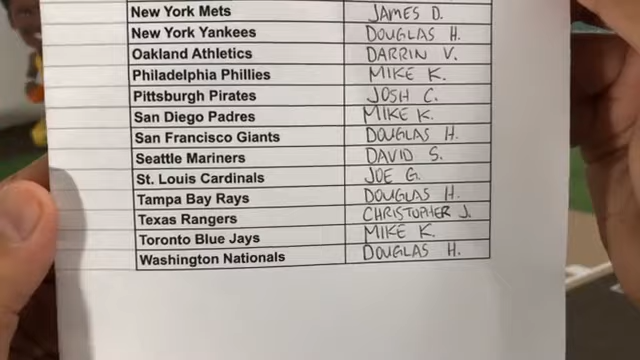 New York Mets JAMES D.
New York Yankees DOUGLAS H.
Oakland Athletics DARRIN V.
Philadelphia Phillies MIKE K.
Pittsburgh Pirates JOSH C.
San Diego Padres MIKE K.
San Francisco Giants DOUGLAS H.
Seattle Mariners DAVID S.
St. Louis Cardinals JOE G.
Tampa Bay Rays DOUGLAS H.
Texas Rangers CHRISTOPHER J.
Toronto Blue Jays MIKE K.
Washington Nationals DOUGLAS H.